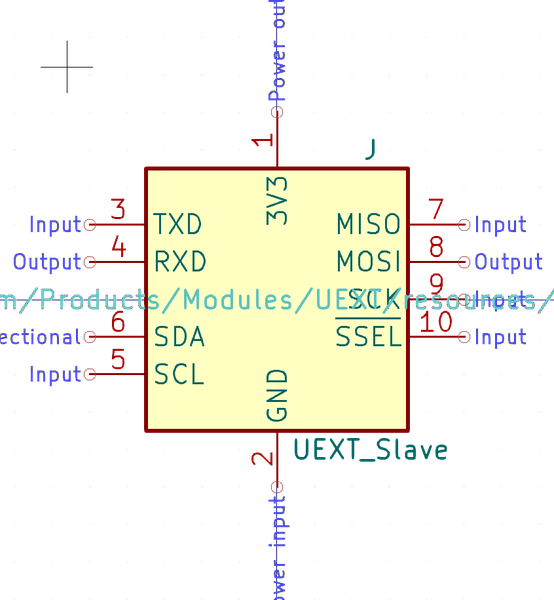 Power out
1
J
3V3
Input 3 TXD MISO 7 Input
Output 4 RXD MOSI 8 Output
m/Products/Modules/UEXT/resources/
SCK 9 Input
ectional 6 SDA SSEL 10 Input
Input 5 SCL
GND
2
UEXT_Slave
ower input